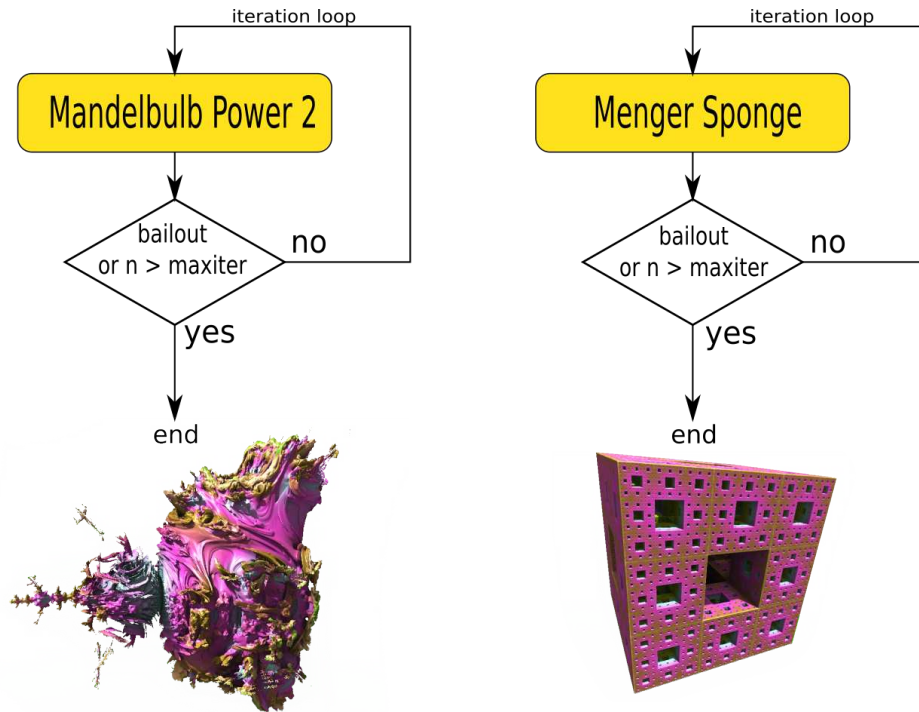 iteration loop
Mandelbulb Power 2
bailout
or n > maxiter
no
yes
end
iteration loop
Menger Sponge
bailout
or n > maxiter
no
yes
end